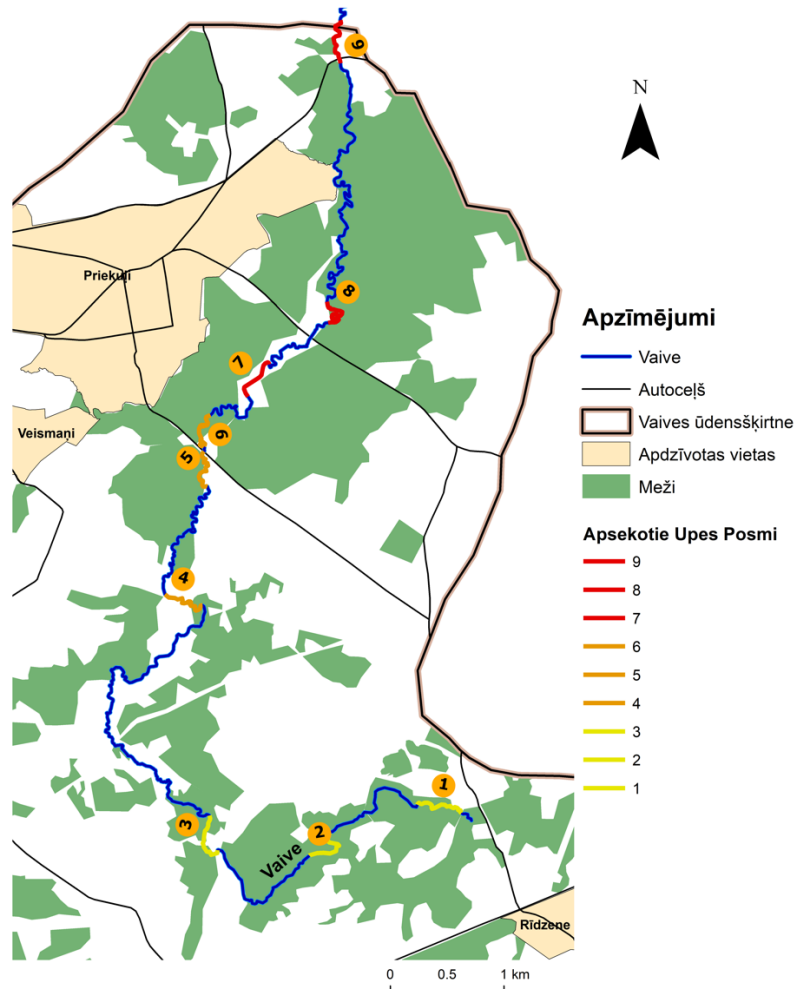 9
N
Priekuļi
8
7
Veismaņi
6
5
4
3
2
1
Vaive
Rīdzene
0 0.5 1 km
Apzīmējumi
Vaive
Autoceļš
Vaives ūdensšķirtne
Apdzīvotas vietas
Meži
Apsekotie Upes Posmi
9
8
7
6
5
4
3
2
1